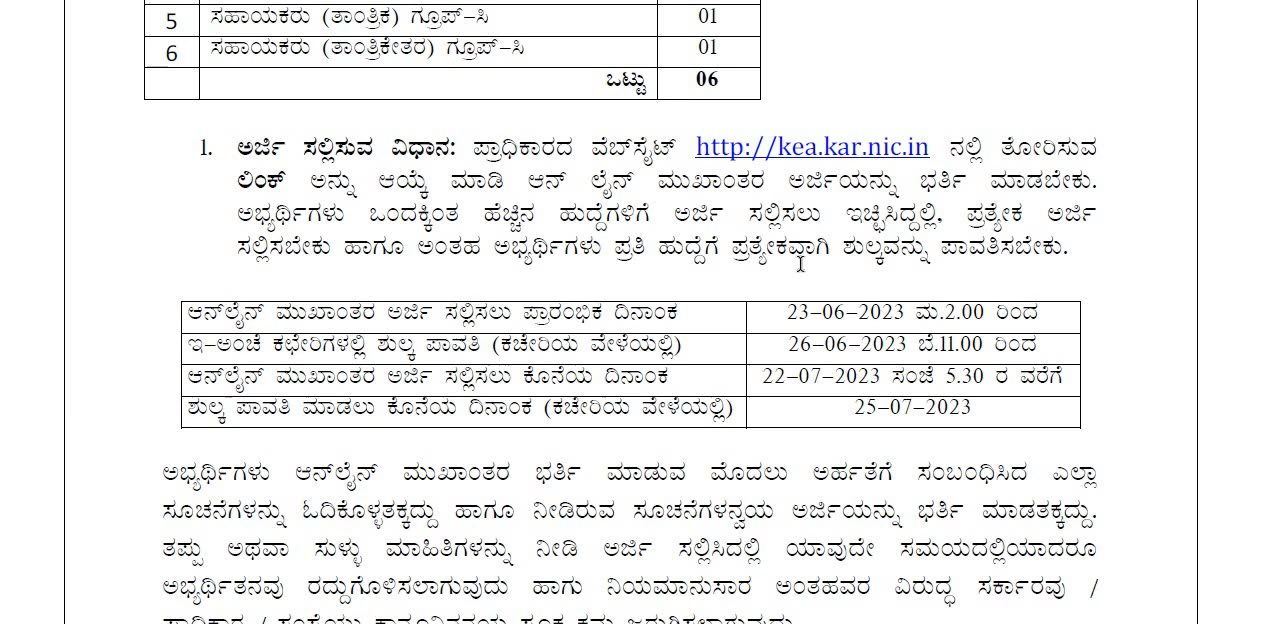 5 ಸಹಾಯಕರು (ತಾಂತ್ರಿಕ) ಗ್ರೂಪ್–ಸಿ 01
6 ಸಹಾಯಕರು (ತಾಂತ್ರಿಕೇತರ) ಗ್ರೂಪ್–ಸಿ 01
ಒಟ್ಟು 06
1. ಅರ್ಜಿ ಸಲ್ಲಿಸುವ ವಿಧಾನ: ಪ್ರಾಧಿಕಾರದ ವೆಬ್‌ಸೈಟ್ http://kea.kar.nic.in ನಲ್ಲಿ ತೋರಿಸುವ
ಲಿಂಕ್ ಅನ್ನು ಆಯ್ಕೆ ಮಾಡಿ ಆನ್ ಲೈನ್ ಮುಖಾಂತರ ಅರ್ಜಿಯನ್ನು ಭರ್ತಿ ಮಾಡಬೇಕು.
ಅಭ್ಯರ್ಥಿಗಳು ಒಂದಕ್ಕಿಂತ ಹೆಚ್ಚಿನ ಹುದ್ದೆಗಳಿಗೆ ಅರ್ಜಿ ಸಲ್ಲಿಸಲು ಇಚ್ಛಿಸಿದ್ದಲ್ಲಿ, ಪ್ರತ್ಯೇಕ ಅರ್ಜಿ
ಸಲ್ಲಿಸಬೇಕು ಹಾಗೂ ಅಂತಹ ಅಭ್ಯರ್ಥಿಗಳು ಪ್ರತಿ ಹುದ್ದೆಗೆ ಪ್ರತ್ಯೇಕವಾಗಿ ಶುಲ್ಕವನ್ನು ಪಾವತಿಸಬೇಕು.
ಆನ್‌ಲೈನ್ ಮುಖಾಂತರ ಅರ್ಜಿ ಸಲ್ಲಿಸಲು ಪ್ರಾರಂಭಿಕ ದಿನಾಂಕ 23–06–2023 ಮ.2.00 ರಿಂದ
ಇ–ಅಂಚೆ ಕಛೇರಿಗಳಲ್ಲಿ ಶುಲ್ಕ ಪಾವತಿ (ಕಚೇರಿಯ ವೇಳೆಯಲ್ಲಿ) 26–06–2023 ಬೆ.11.00 ರಿಂದ
ಆನ್‌ಲೈನ್ ಮುಖಾಂತರ ಅರ್ಜಿ ಸಲ್ಲಿಸಲು ಕೊನೆಯ ದಿನಾಂಕ 22–07–2023 ಸಂಜೆ 5.30 ರ ವರೆಗೆ
ಶುಲ್ಕ ಪಾವತಿ ಮಾಡಲು ಕೊನೆಯ ದಿನಾಂಕ (ಕಚೇರಿಯ ವೇಳೆಯಲ್ಲಿ) 25–07–2023
ಅಭ್ಯರ್ಥಿಗಳು ಆನ್‌ಲೈನ್ ಮುಖಾಂತರ ಭರ್ತಿ ಮಾಡುವ ಮೊದಲು ಅರ್ಹತೆಗೆ ಸಂಬಂಧಿಸಿದ ಎಲ್ಲಾ
ಸೂಚನೆಗಳನ್ನು ಓದಿಕೊಳ್ಳತಕ್ಕದ್ದು ಹಾಗೂ ನೀಡಿರುವ ಸೂಚನೆಗಳನ್ವಯ ಅರ್ಜಿಯನ್ನು ಭರ್ತಿ ಮಾಡತಕ್ಕದ್ದು.
ತಪ್ಪು ಅಥವಾ ಸುಳ್ಳು ಮಾಹಿತಿಗಳನ್ನು ನೀಡಿ ಅರ್ಜಿ ಸಲ್ಲಿಸಿದಲ್ಲಿ ಯಾವುದೇ ಸಮಯದಲ್ಲಿಯಾದರೂ
ಅಭ್ಯರ್ಥಿತನವು ರದ್ದುಗೊಳಿಸಲಾಗುವುದು ಹಾಗು ನಿಯಮಾನುಸಾರ ಅಂತಹವರ ವಿರುದ್ಧ ಸರ್ಕಾರವು /